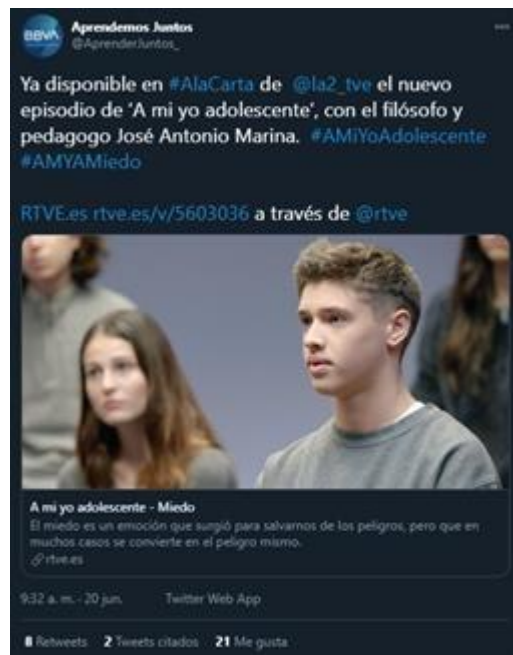 BBVA
Aprendemos Juntos
@AprenderJuntos_
Ya disponible en #AlaCarta de @la2_tve el nuevo
episodio de 'A mi yo adolescente', con el filósofo y
pedagogo José Antonio Marina. #AMiYoAdolescente
#AMYAMiedo
RTVE.es rtve.es/v/5603036 a través de @rtve
A mi yo adolescente - Miedo
El miedo es un emoción que surgió para salvarnos de los peligros, pero que en
muchos casos se convierte en el peligro mismo.
rtve.es
9:32 a. m. · 20 jun.
Twitter Web App
8 Retweets 2 Tweets citados 21 Me gusta